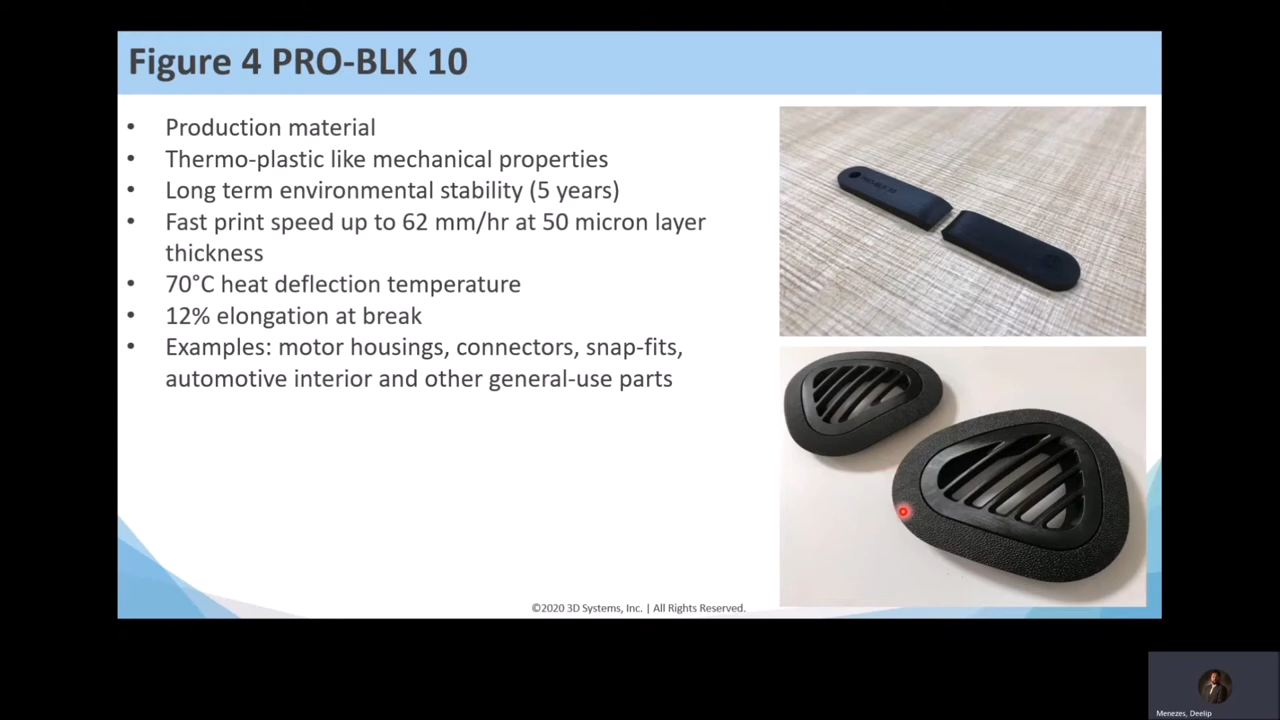 Figure 4 PRO-BLK 10
• Production material
• Thermo-plastic like mechanical properties
• Long term environmental stability (5 years)
• Fast print speed up to 62 mm/hr at 50 micron layer
thickness
• 70°C heat deflection temperature
• 12% elongation at break
• Examples: motor housings, connectors, snap-fits,
automotive interior and other general-use parts
PRO-BLK 10
©2020 3D Systems, Inc. | All Rights Reserved.
Menezes, Deelip